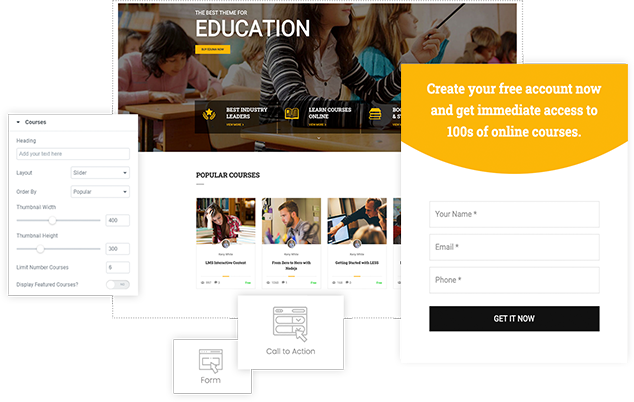 THE BEST THEME FOR
EDUCATION
BUY EDUMA NOW
BEST INDUSTRY
LEADERS
VIEW MORE
LEARN COURSES
ONLINE
VIEW MORE
BOO
& S
VIEW
Create your free account now
and get immediate access to
100s of online courses.
Your Name *
Email *
Phone *
GET IT NOW
Courses
Heading
Add your text here
Layout
Slider
Order By
Popular
Thumbnail Width
400
Thumbnail Height
300
Limit Number Courses
8
Display Featured Courses?
POPULAR COURSES
LMS Interactive Content
Free
From Zero to Hero with
Nodejs
Free
Getting Started with LESS
Free
Call to Action
Form